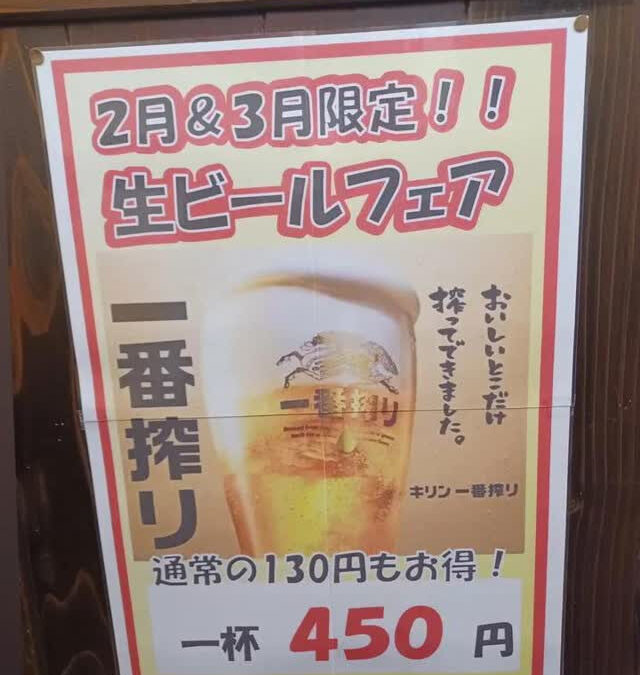 2月&3月限定!!
生ビールフェア
一番搾り
おいしいとこだけ
搾ってできました。
一番搾り
キリン一番搾り
通常の130円もお得!
一杯 450 円